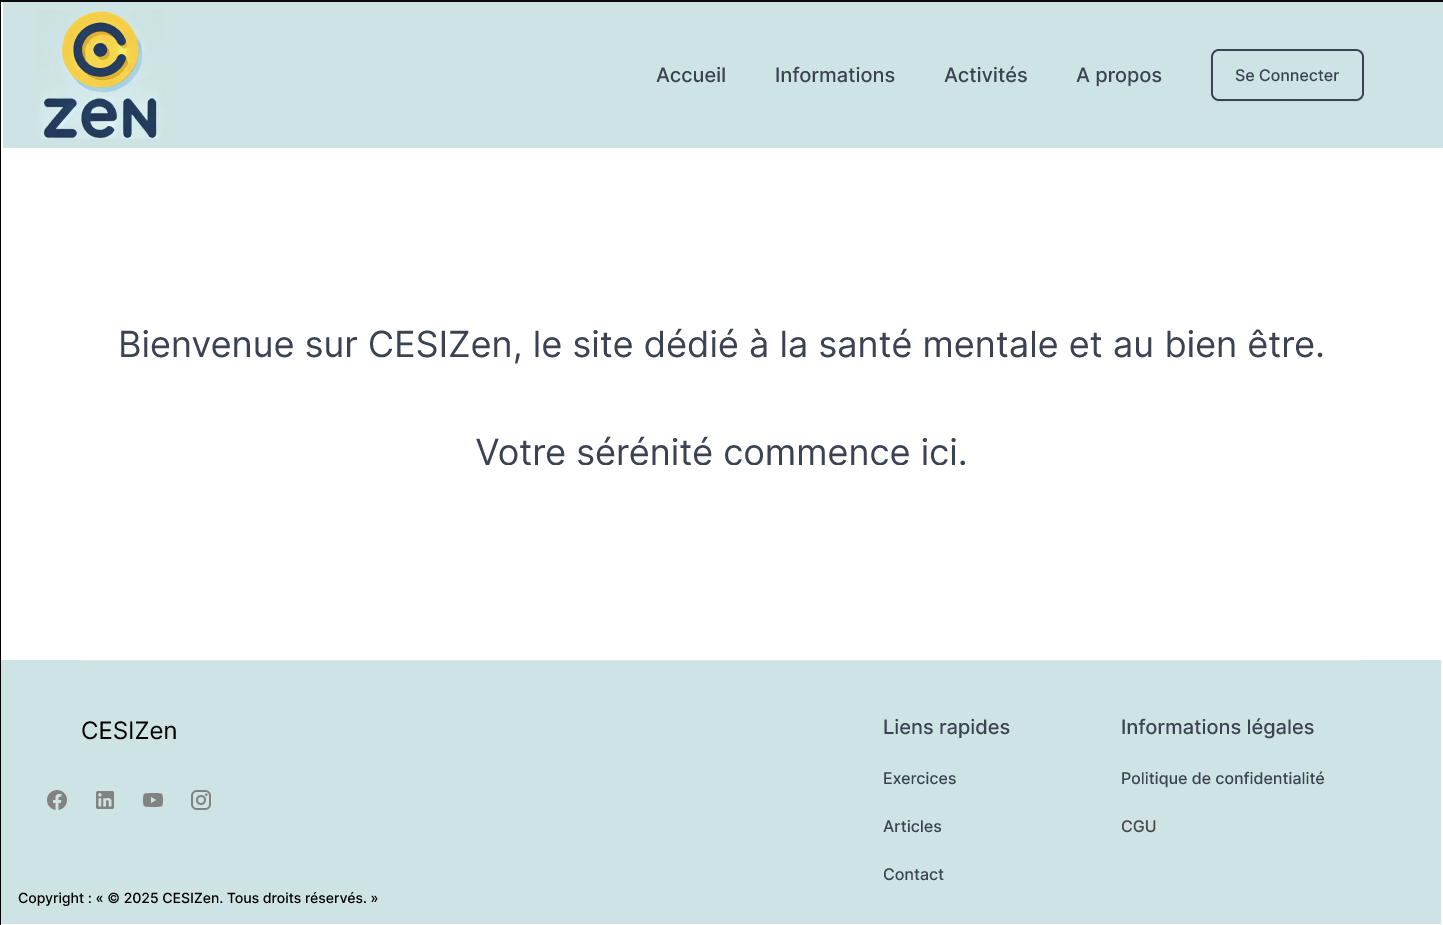 zen
Accueil
Informations
Activités
A propos
Se Connecter
Bienvenue sur CESIZen, le site dédié à la santé mentale et au bien être.
Votre sérénité commence ici.
CESIZen
Liens rapides
Exercices
Articles
Contact
Informations légales
Politique de confidentialité
CGU
Copyright : « © 2025 CESIZen. Tous droits réservés. »